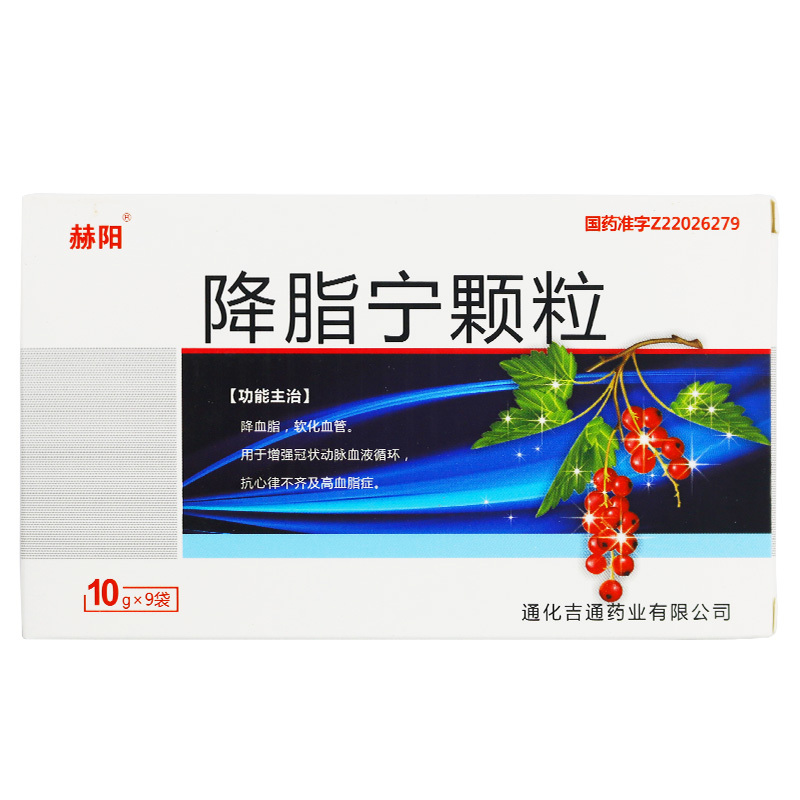 赫阳®
国药准字Z22026279
降脂宁颗粒
【功能主治】
降血脂，软化血管。
用于增强冠状动脉血液循环，
抗心律不齐及高血脂症。
10g×9袋
通化吉通药业有限公司